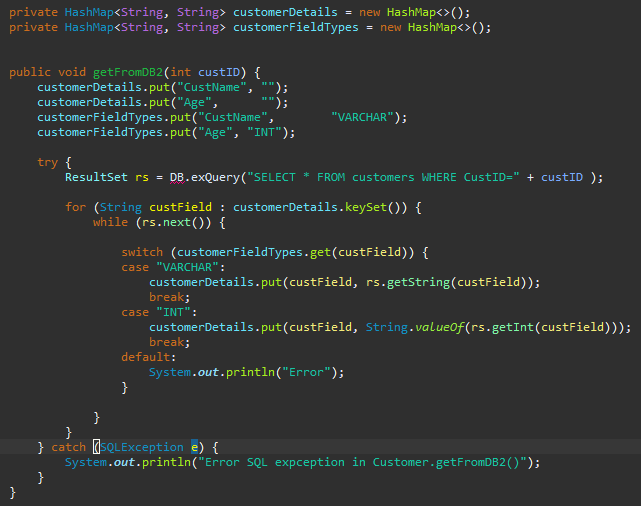 private HashMap<String, String> customerDetails = new HashMap<>();
private HashMap<String, String> customerFieldTypes = new HashMap<>();
public void getFromDB2(int custID) {
    customerDetails.put("CustName", "");
    customerDetails.put("Age",      "");
    customerFieldTypes.put("CustName",        "VARCHAR");
    customerFieldTypes.put("Age", "INT");
    try {
        ResultSet rs = DB.exQuery("SELECT * FROM customers WHERE CustID=" + custID );
        for (String custField : customerDetails.keySet()) {
            while (rs.next()) {
                switch (customerFieldTypes.get(custField)) {
                case "VARCHAR":
                    customerDetails.put(custField, rs.getString(custField));
                    break;
                case "INT":
                    customerDetails.put(custField, String.valueOf(rs.getInt(custField)));
                    break;
                default:
                    System.out.println("Error");
                }
            }
        }
    } catch (SQLException e) {
        System.out.println("Error SQL expception in Customer.getFromDB2()");
    }
}